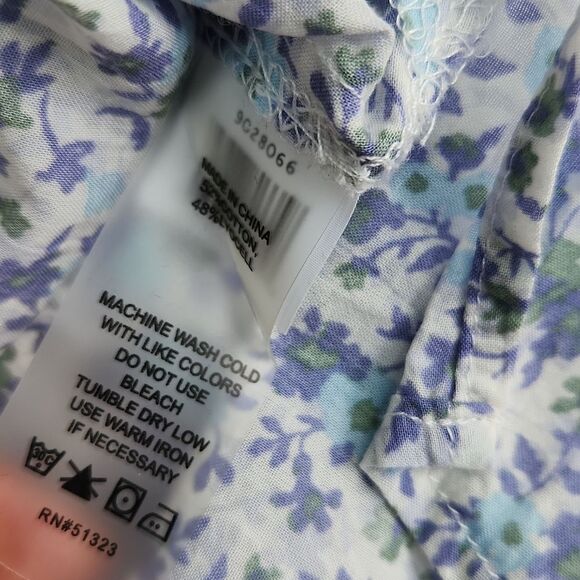 9C28066
MADE IN CHINA
MACHINE WASH COLD
WITH LIKE COLORS
DO NOT USE
BLEACH
TUMBLE DRY LOW
USE WARM IRON
IF NECESSARY
RN#51323